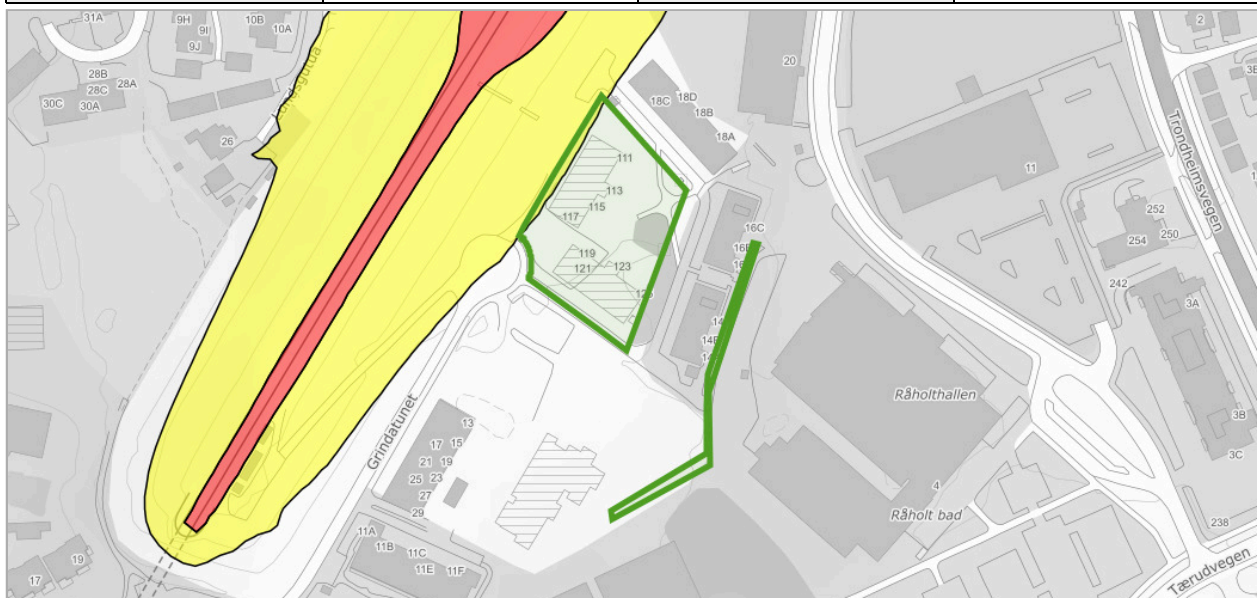 31A
9H
9I
9J
10B
10A
2
28B
28C
28A
30C
30A
26
20
18C
18D
18B
18A
11
Trondheimsvegen
111
113
115
117
119
121
123
252
254
250
242
16C
3A
3B
3C
Råholthallen
4
Råholt bad
238
Tærudvegen
Grindatunet
13
15
17
19
21
23
25
27
29
11A
11B
11C
11E
11F
19
17